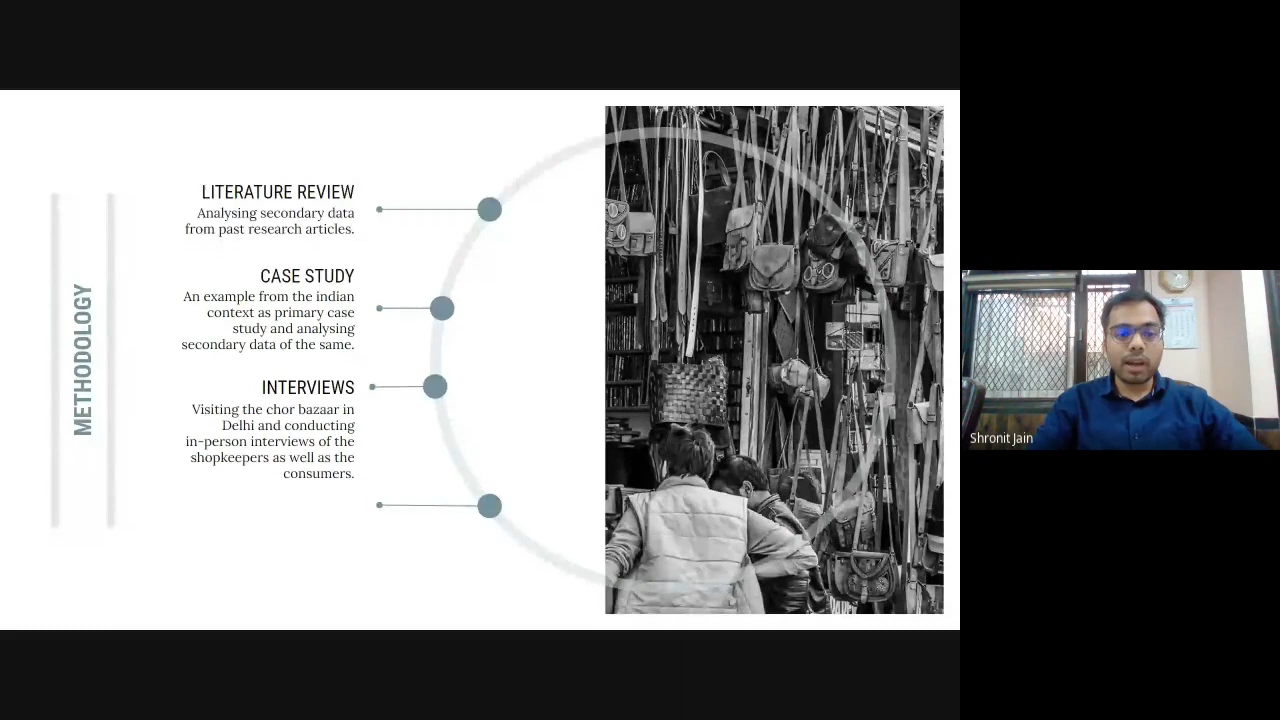 METHODOLOGY
LITERATURE REVIEW
Analysing secondary data
from past research articles.
CASE STUDY
An example from the indian
context as primary case
study and analysing
secondary data of the same.
INTERVIEWS
Visiting the chor bazaar in
Delhi and conducting
in-person interviews of the
shopkeepers as well as the
consumers.
Shronit Jain